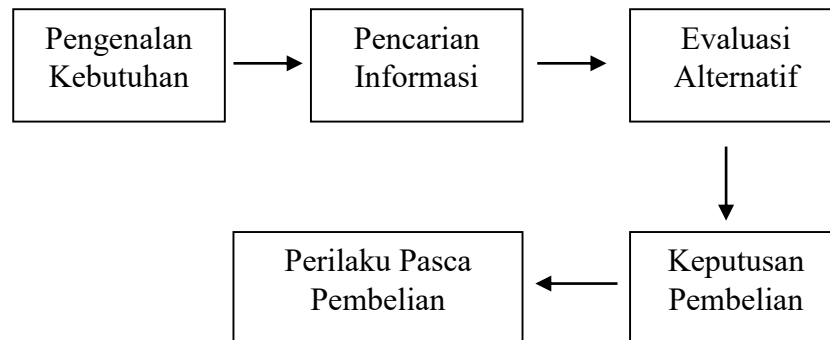 Pengenalan
Kebutuhan
Pencarian
Informasi
Evaluasi
Alternatif
Keputusan
Pembelian
Perilaku Pasca
Pembelian